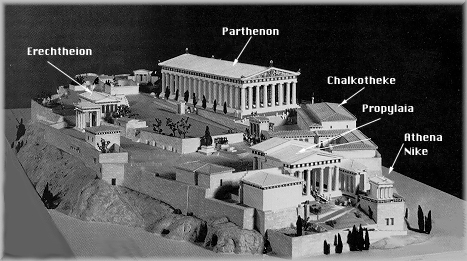 Parthenon
Erechtheion
Chalkotheke
Propylaia
Athena
Nike